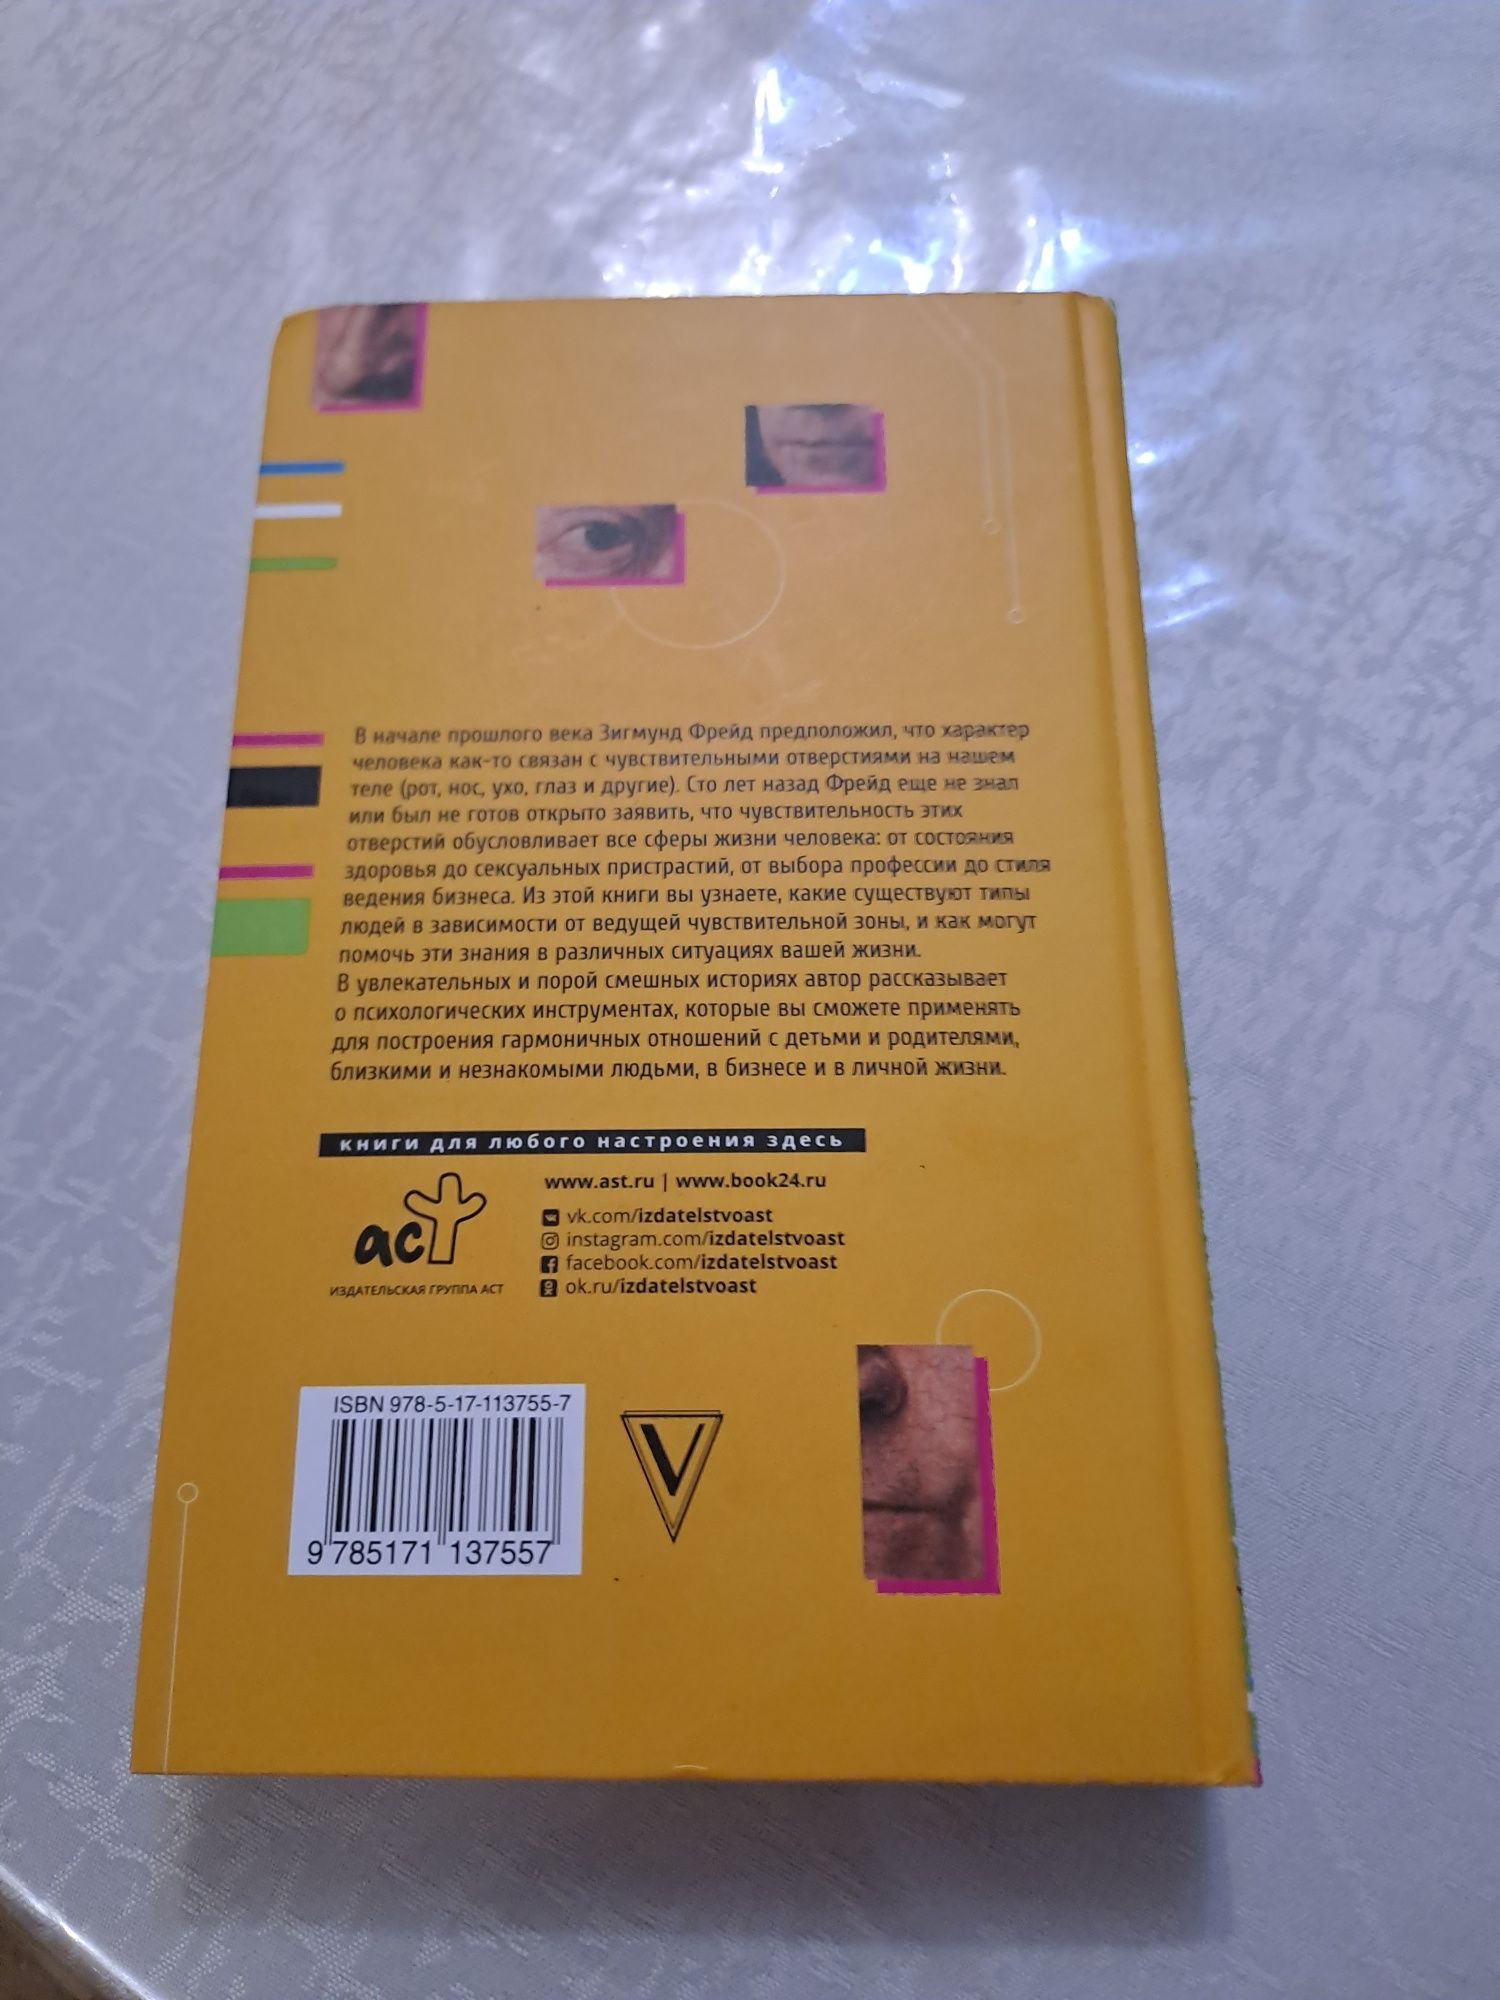 В начале прошлого века Зигмунд Фрейд предположил, что характер
человека как-то связан с чувствительными отверстиями на нашем
теле (рот, нос, ухо, глаз и другие). Сто лет назад Фрейд еще не знал
или был не готов открыто заявить, что чувствительность этих
отверстий обусловливает все сферы жизни человека: от состояния
здоровья до сексуальных пристрастий, от выбора профессии до стиля
ведения бизнеса. Из этой книги вы узнаете, какие существуют типы
людей в зависимости от ведущей чувствительной зоны, и как могут
помочь эти знания в различных ситуациях вашей жизни.
В увлекательных и порой смешных историях автор рассказывает
о психологических инструментах, которые вы сможете применять
для построения гармоничных отношений с детьми и родителями,
близкими и незнакомыми людьми, в бизнесе и в личной жизни.
книги для любого настроения здесь
аст
ИЗДАТЕЛЬСКАЯ ГРУППА АСТ
www.ast.ru | www.book24.ru
vk.com/izdatelstvoast
instagram.com/izdatelstvoast
facebook.com/izdatelstvoast
ok.ru/izdatelstvoast
ISBN 978-5-17-113755-7
9 785171 137557
V